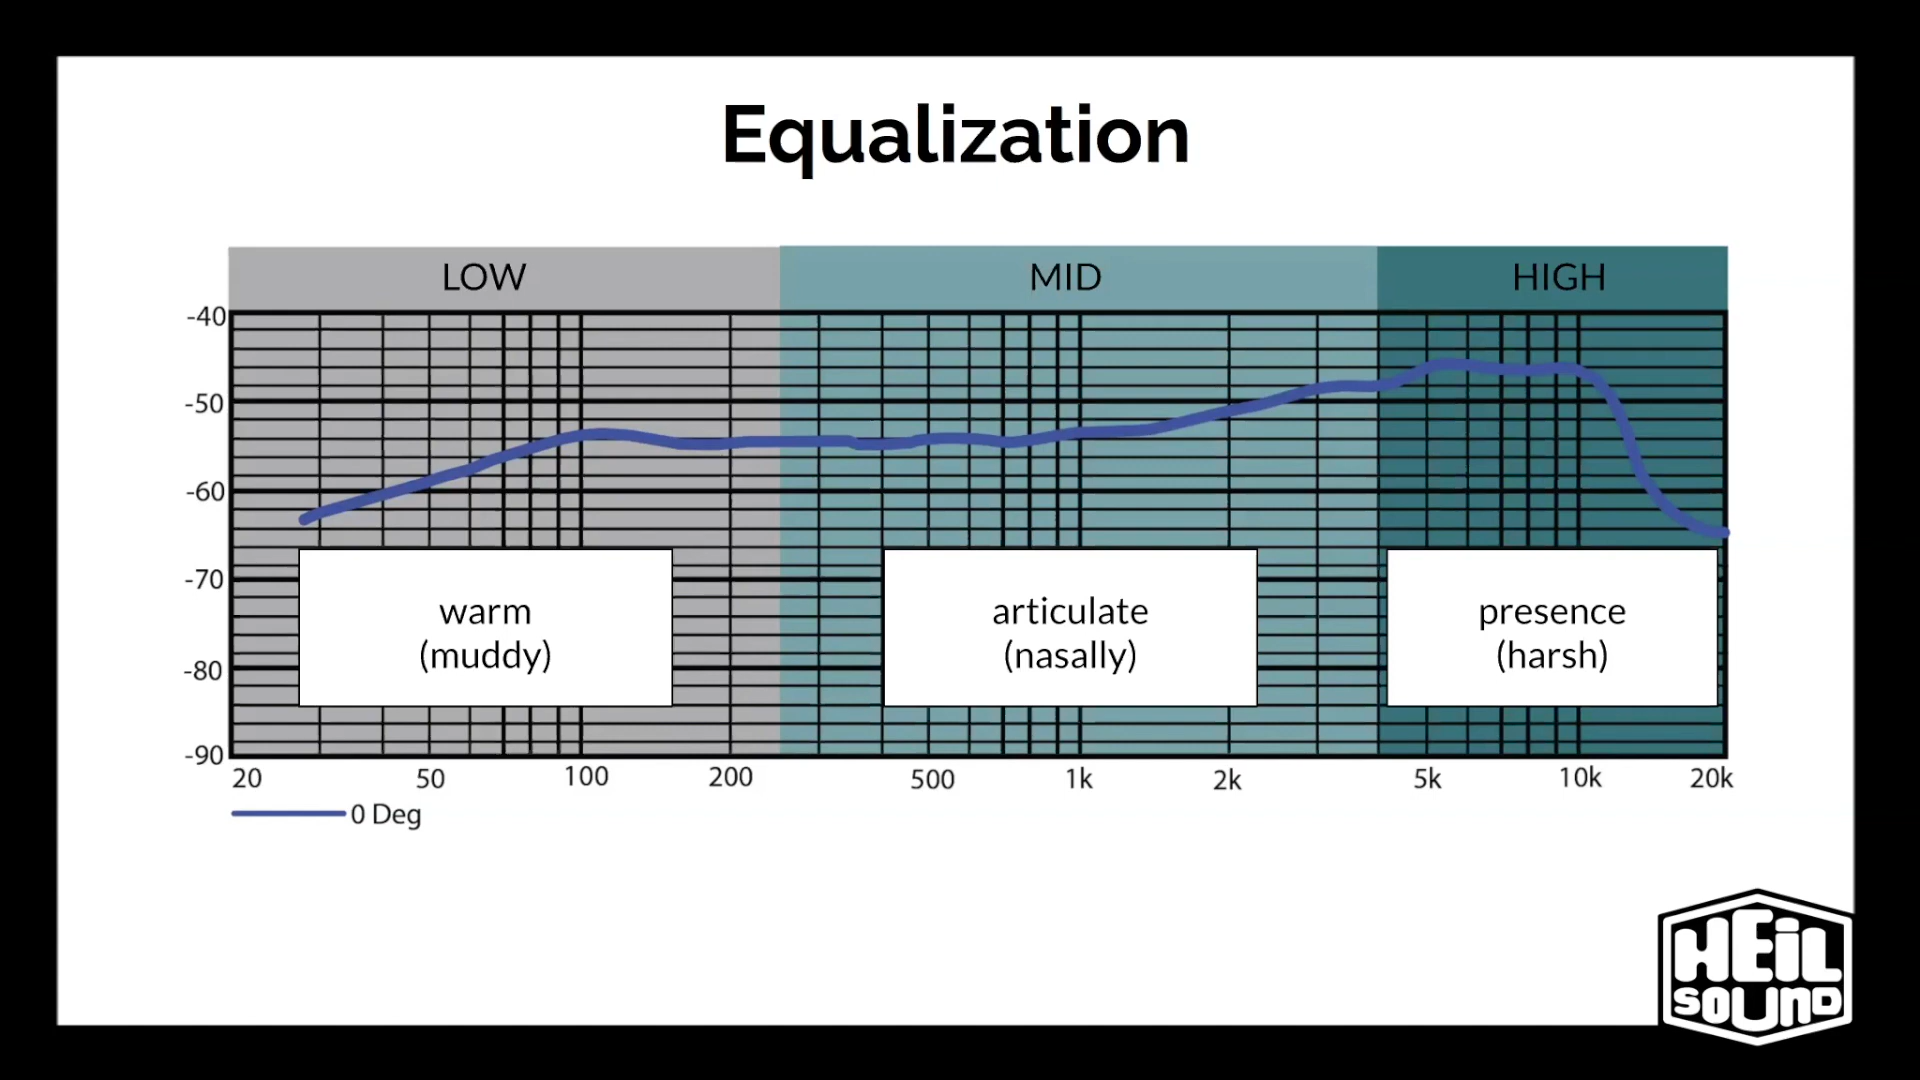 Equalization
LOW MID HIGH
-40
-50
-60
-70
-80
-90
warm
(muddy)
articulate
(nasally)
presence
(harsh)
20 50 100 200 500 1k 2k 5k 10k 20k
0 Deg
HEiL
SOUND